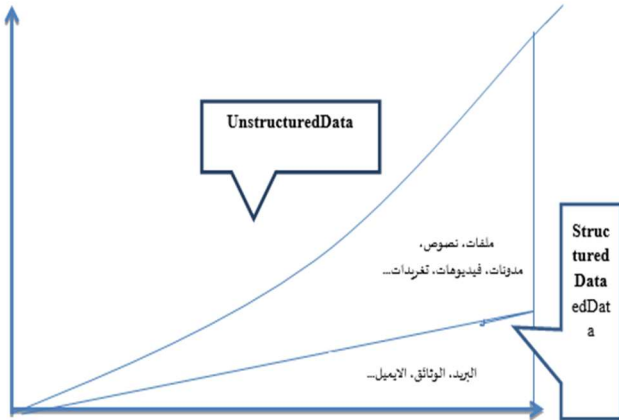 UnstructuredData
ملفات، نصوص،
مدونات، فيديوهات، تغريدات...
Struc
tured
Data
edDat
a
البريد، الوثائق، الايميل...